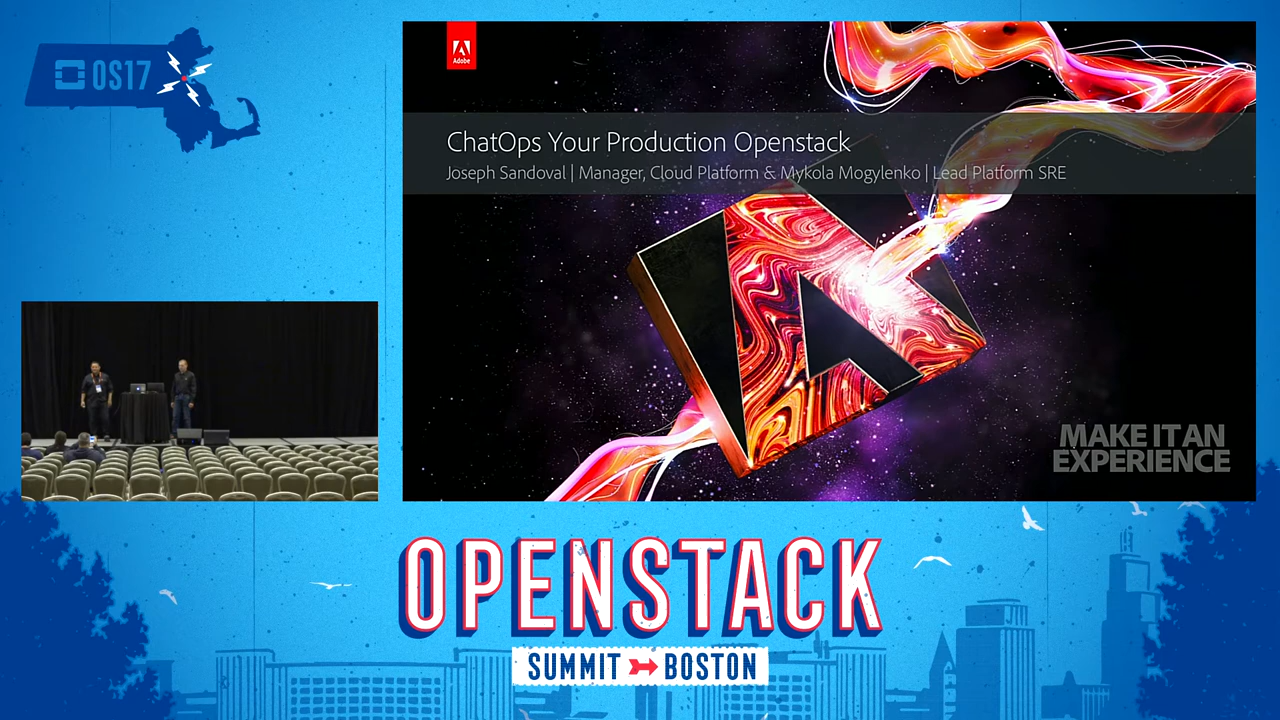 OS17
Adobe
ChatOps Your Production Openstack
Joseph Sandoval | Manager, Cloud Platform & Mykola Mogylenko | Lead Platform SRE
MAKE IT AN
EXPERIENCE
OPENSTACK
SUMMIT BOSTON